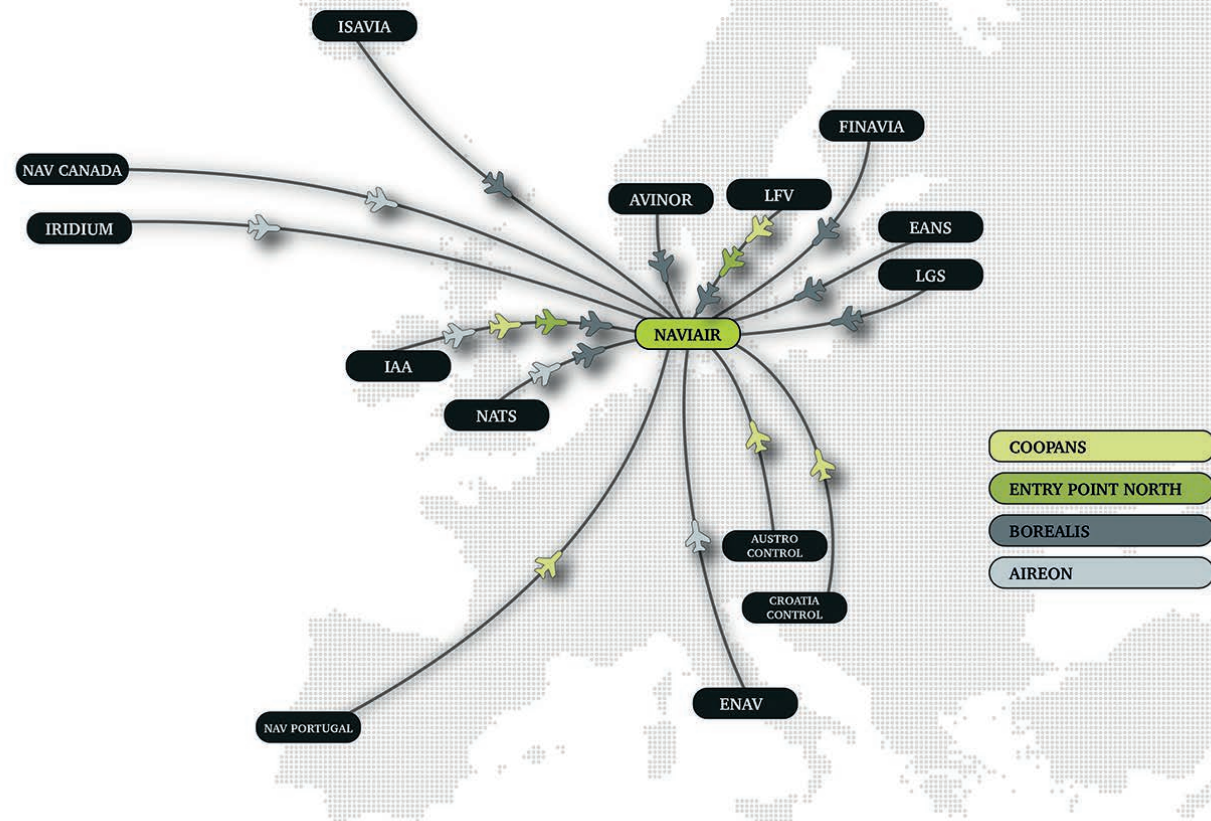 ISAVIA
FINAVIA
NAV CANADA
AVINOR
LFV
IRIDIUM
EANS
LGS
NAVIAIR
IAA
NATS
COOPANS
ENTRY POINT NORTH
BOREALIS
AIREON
AUSTRO
CONTROL
CROATIA
CONTROL
ENAV
NAV PORTUGAL